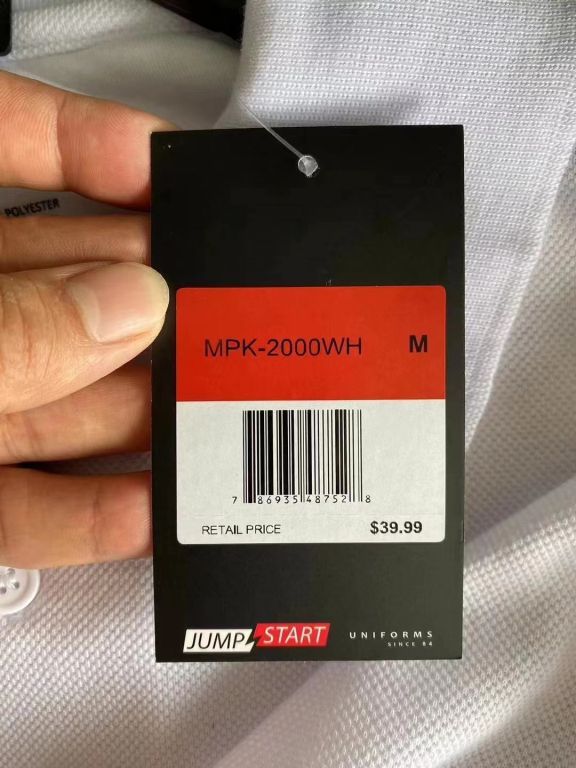 POLYESTER
MPK-2000WH M
7 86935 48752 8
RETAIL PRICE $39.99
JUMP START UNIFORMS
SINCE 84